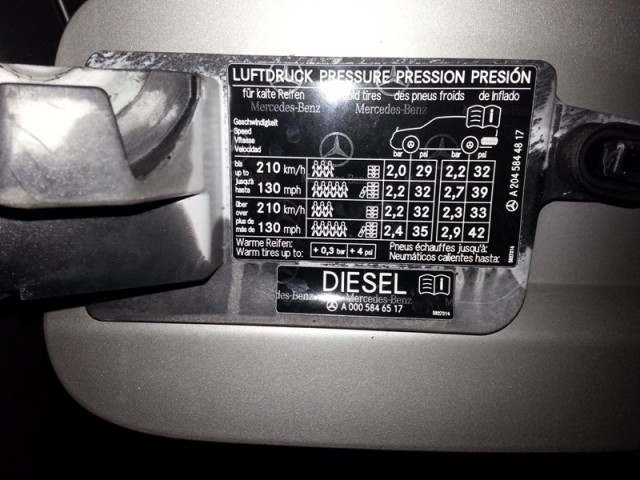 LUFTDRUCK PRESSURE PRESSION PRESIÓN
für kalte Reifen old tires des pneus froids de Inflado
Mercedes-Benz Mercedes-Benz
Geschwindigkeit
Speed
Vitesse
Velocidad
bar psi bar psi
bis
up to
jusqu'à
hasta
210 km/h 2,0 29 2,2 32
130 mph 2,2 32 2,7 39
über
over
plus de
más de
210 km/h 2,2 32 2,3 33
130 mph 2,4 35 2,9 42
Warme Reifen: Pneus échauffes jusqu'à:
Warm tires up to: + 0,3 bar + 4 psi Neumáticos calientes hasta:
A 204 584 48 17
DIESEL
Mercedes-Benz
A 000 584 65 17